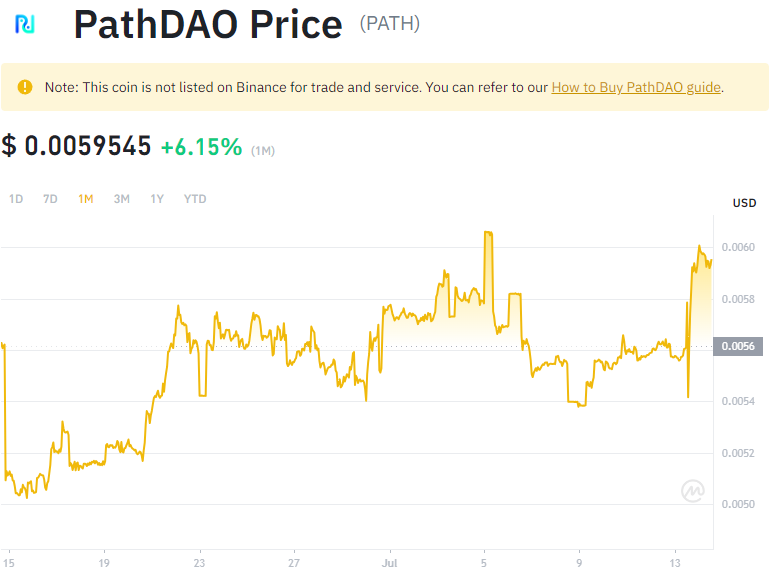 PathDAO Price (PATH)
Note: This coin is not listed on Binance for trade and service. You can refer to our How to Buy PathDAO guide.
$ 0.0059545 +6.15% (1M)
1D 7D 1M 3M 1Y YTD
USD
0.0060
0.0058
0.0056
0.0054
0.0052
0.0050
15 19 23 27 Jul 5 9 13